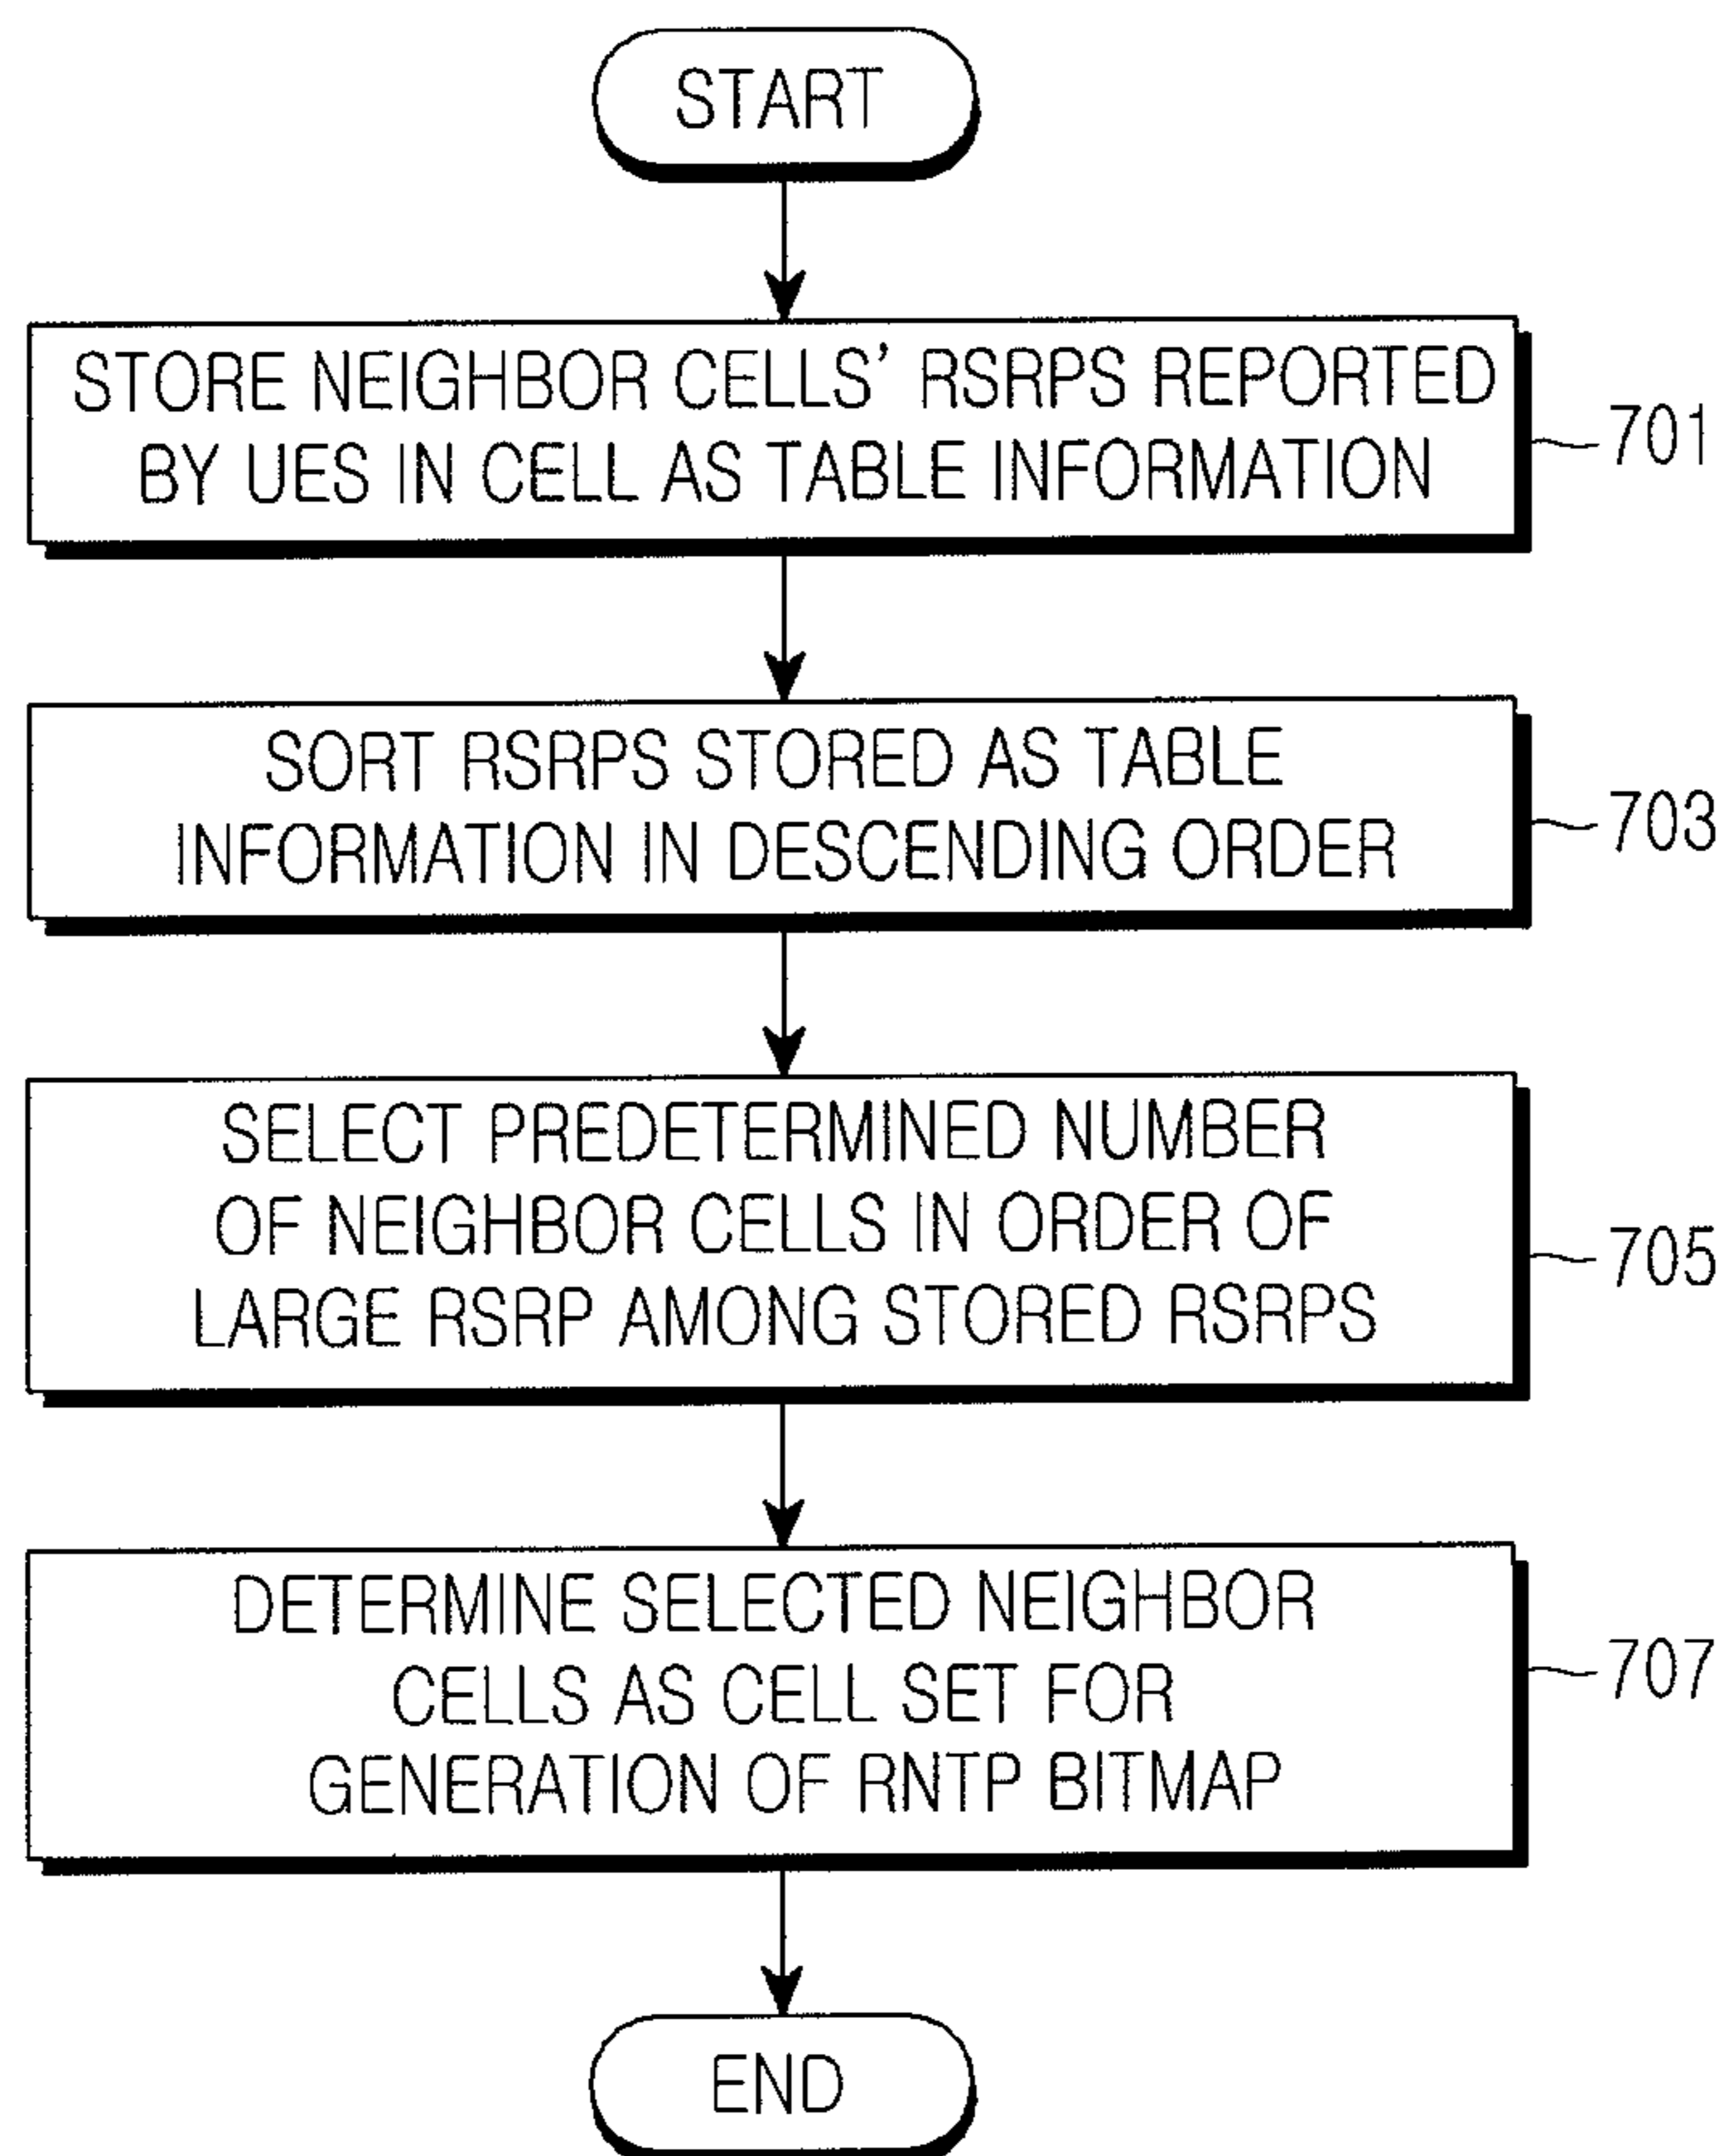 START
STORE NEIGHBOR CELLS' RSRPS REPORTED
BY UES IN CELL AS TABLE INFORMATION
701
SORT RSRPS STORED AS TABLE
INFORMATION IN DESCENDING ORDER
703
SELECT PREDETERMINED NUMBER
OF NEIGHBOR CELLS IN ORDER OF
LARGE RSRP AMONG STORED RSRPS
705
DETERMINE SELECTED NEIGHBOR
CELLS AS CELL SET FOR
GENERATION OF RNTP BITMAP
707
END